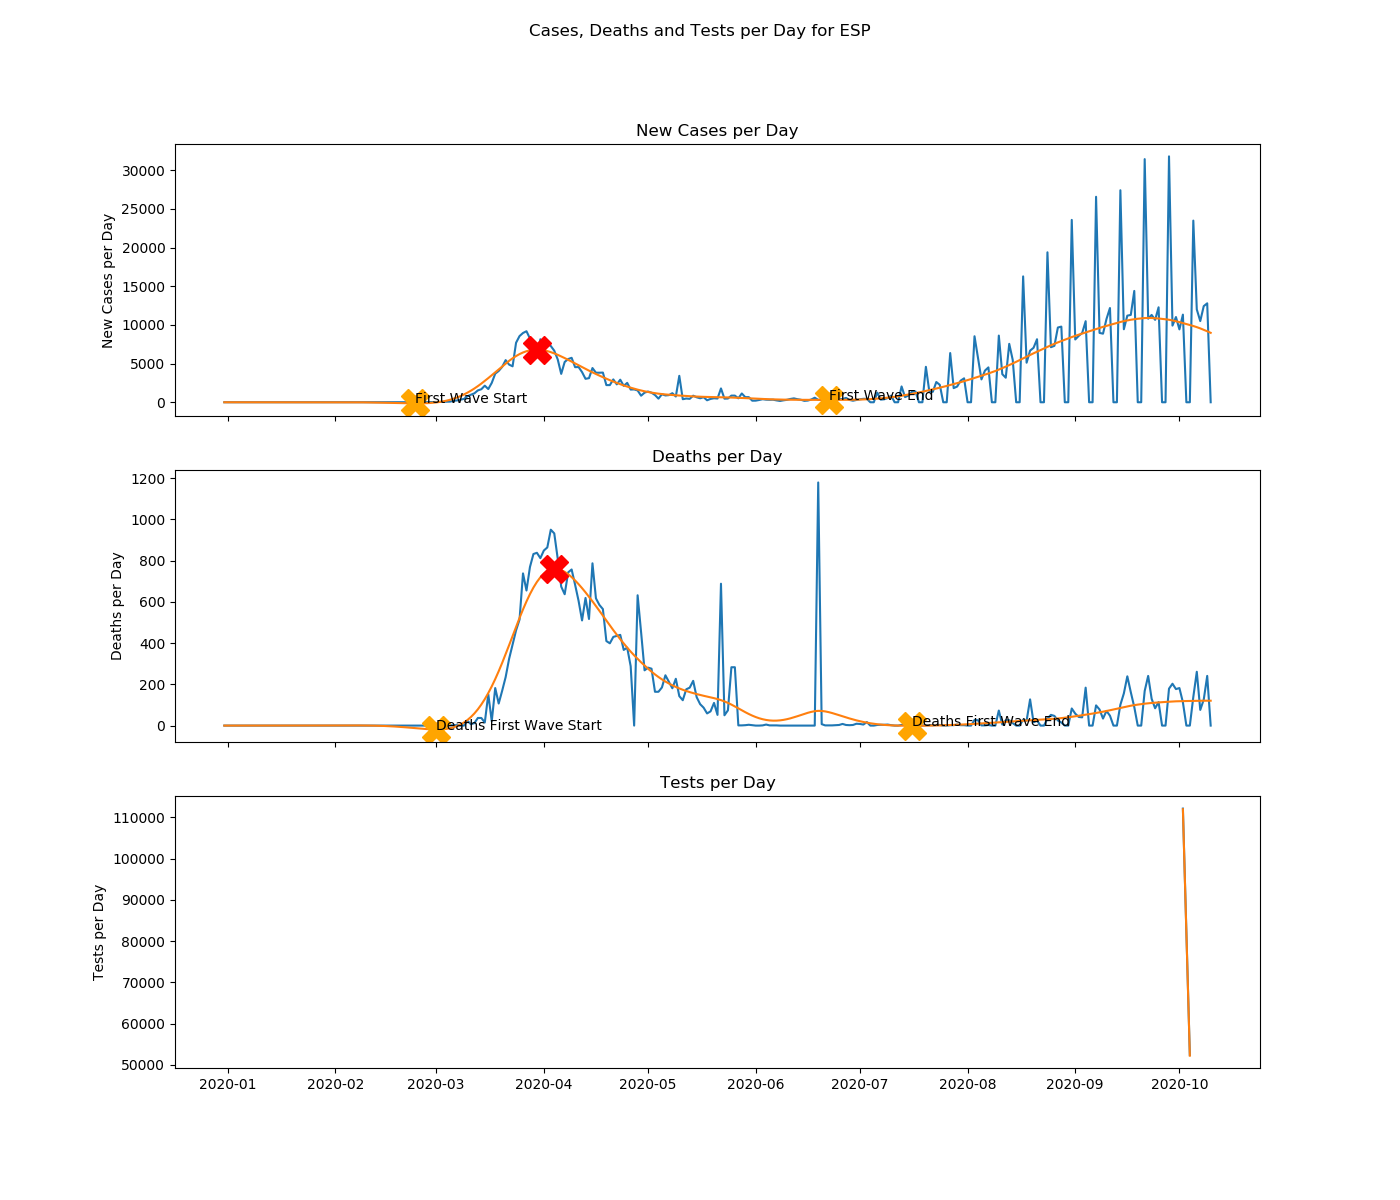 Cases, Deaths and Tests per Day for ESP
New Cases per Day
New Cases per Day
30000
25000
20000
15000
10000
5000
0
First Wave Start
First Wave End
Deaths per Day
Deaths per Day
1200
1000
800
600
400
200
0
Deaths First Wave Start
Deaths First Wave End
Tests per Day
Tests per Day
110000
100000
90000
80000
70000
60000
50000
2020-01 2020-02 2020-03 2020-04 2020-05 2020-06 2020-07 2020-08 2020-09 2020-10